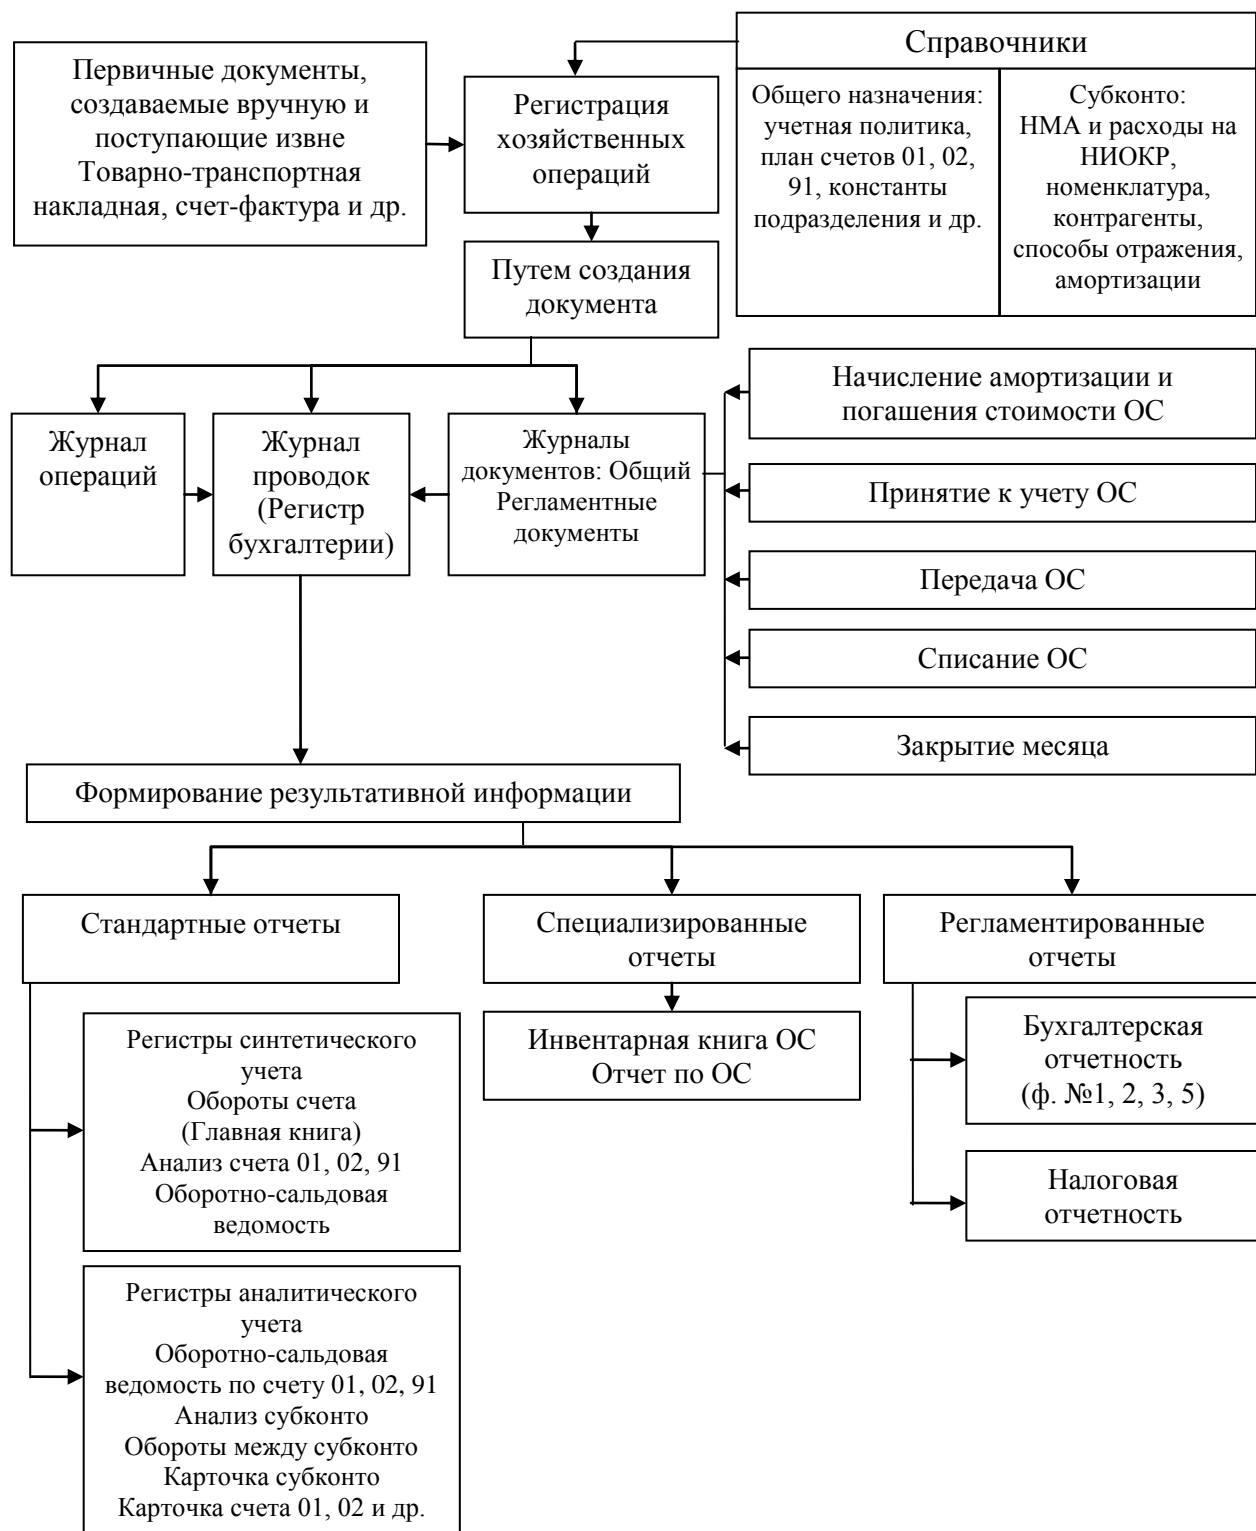 Первичные документы,
создаваемые вручную и
поступающие извне
Товарно-транспортная
накладная, счет-фактура и др.
Регистрация
хозяйственных
операций
Справочники
Общего назначения:
учетная политика,
план счетов 01, 02,
91, константы
подразделения и др.
Субконто:
НМА и расходы на
НИОКР,
номенклатура,
контрагенты,
способы отражения,
амортизации
Путем создания
документа
Журнал
операций
Журнал
проводок
(Регистр
бухгалтерии)
Журналы
документов: Общий
Регламентные
документы
Начисление амортизации и
погашения стоимости ОС
Принятие к учету ОС
Передача ОС
Списание ОС
Закрытие месяца
Формирование результативной информации
Стандартные отчеты
Специализированные
отчеты
Регламентированные
отчеты
Регистры синтетического
учета
Обороты счета
(Главная книга)
Анализ счета 01, 02, 91
Оборотно-сальдовая
ведомость
Инвентарная книга ОС
Отчет по ОС
Бухгалтерская
отчетность
(ф. №1, 2, 3, 5)
Налоговая
отчетность
Регистры аналитического
учета
Оборотно-сальдовая
ведомость по счету 01, 02, 91
Анализ субконто
Обороты между субконто
Карточка субконто
Карточка счета 01, 02 и др.